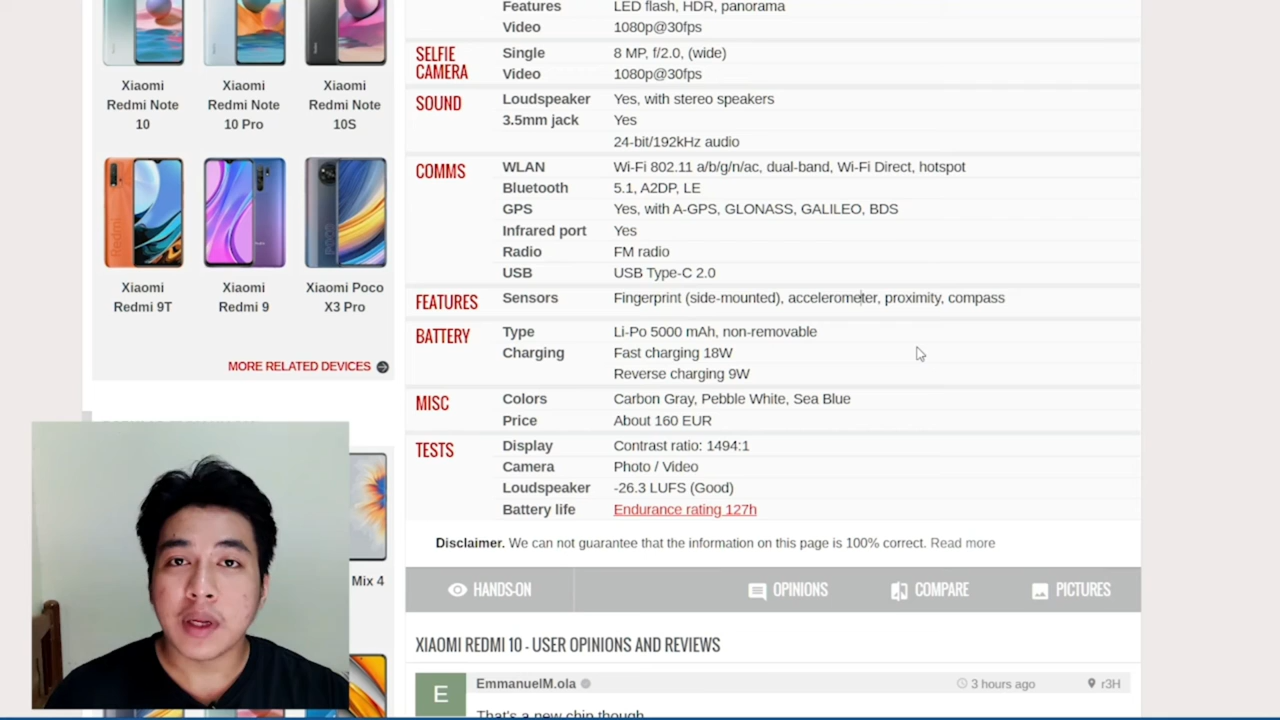 Features LED flash, HDR, panorama
Video 1080p@30fps
SELFIE CAMERA Single 8 MP, f/2.0, (wide)
Video 1080p@30fps
SOUND Loudspeaker Yes, with stereo speakers
3.5mm jack Yes
24-bit/192kHz audio
COMMS WLAN Wi-Fi 802.11 a/b/g/n/ac, dual-band, Wi-Fi Direct, hotspot
Bluetooth 5.1, A2DP, LE
GPS Yes, with A-GPS, GLONASS, GALILEO, BDS
Infrared port Yes
Radio FM radio
USB USB Type-C 2.0
FEATURES Sensors Fingerprint (side-mounted), accelerometer, proximity, compass
BATTERY Type Li-Po 5000 mAh, non-removable
Charging Fast charging 18W
Reverse charging 9W
MISC Colors Carbon Gray, Pebble White, Sea Blue
Price About 160 EUR
TESTS Display Contrast ratio: 1494:1
Camera Photo / Video
Loudspeaker -26.3 LUFS (Good)
Battery life Endurance rating 127h
Disclaimer. We can not guarantee that the information on this page is 100% correct. Read more
HANDS-ON OPINIONS COMPARE PICTURES
XIAOMI REDMI 10 - USER OPINIONS AND REVIEWS
E EmmanuelM.ola 3 hours ago r3H
That's a new chip though
Xiaomi Redmi Note 10
Xiaomi Redmi Note 10 Pro
Xiaomi Redmi Note 10S
Xiaomi Redmi 9T
Xiaomi Redmi 9
Xiaomi Poco X3 Pro
MORE RELATED DEVICES
Mix 4